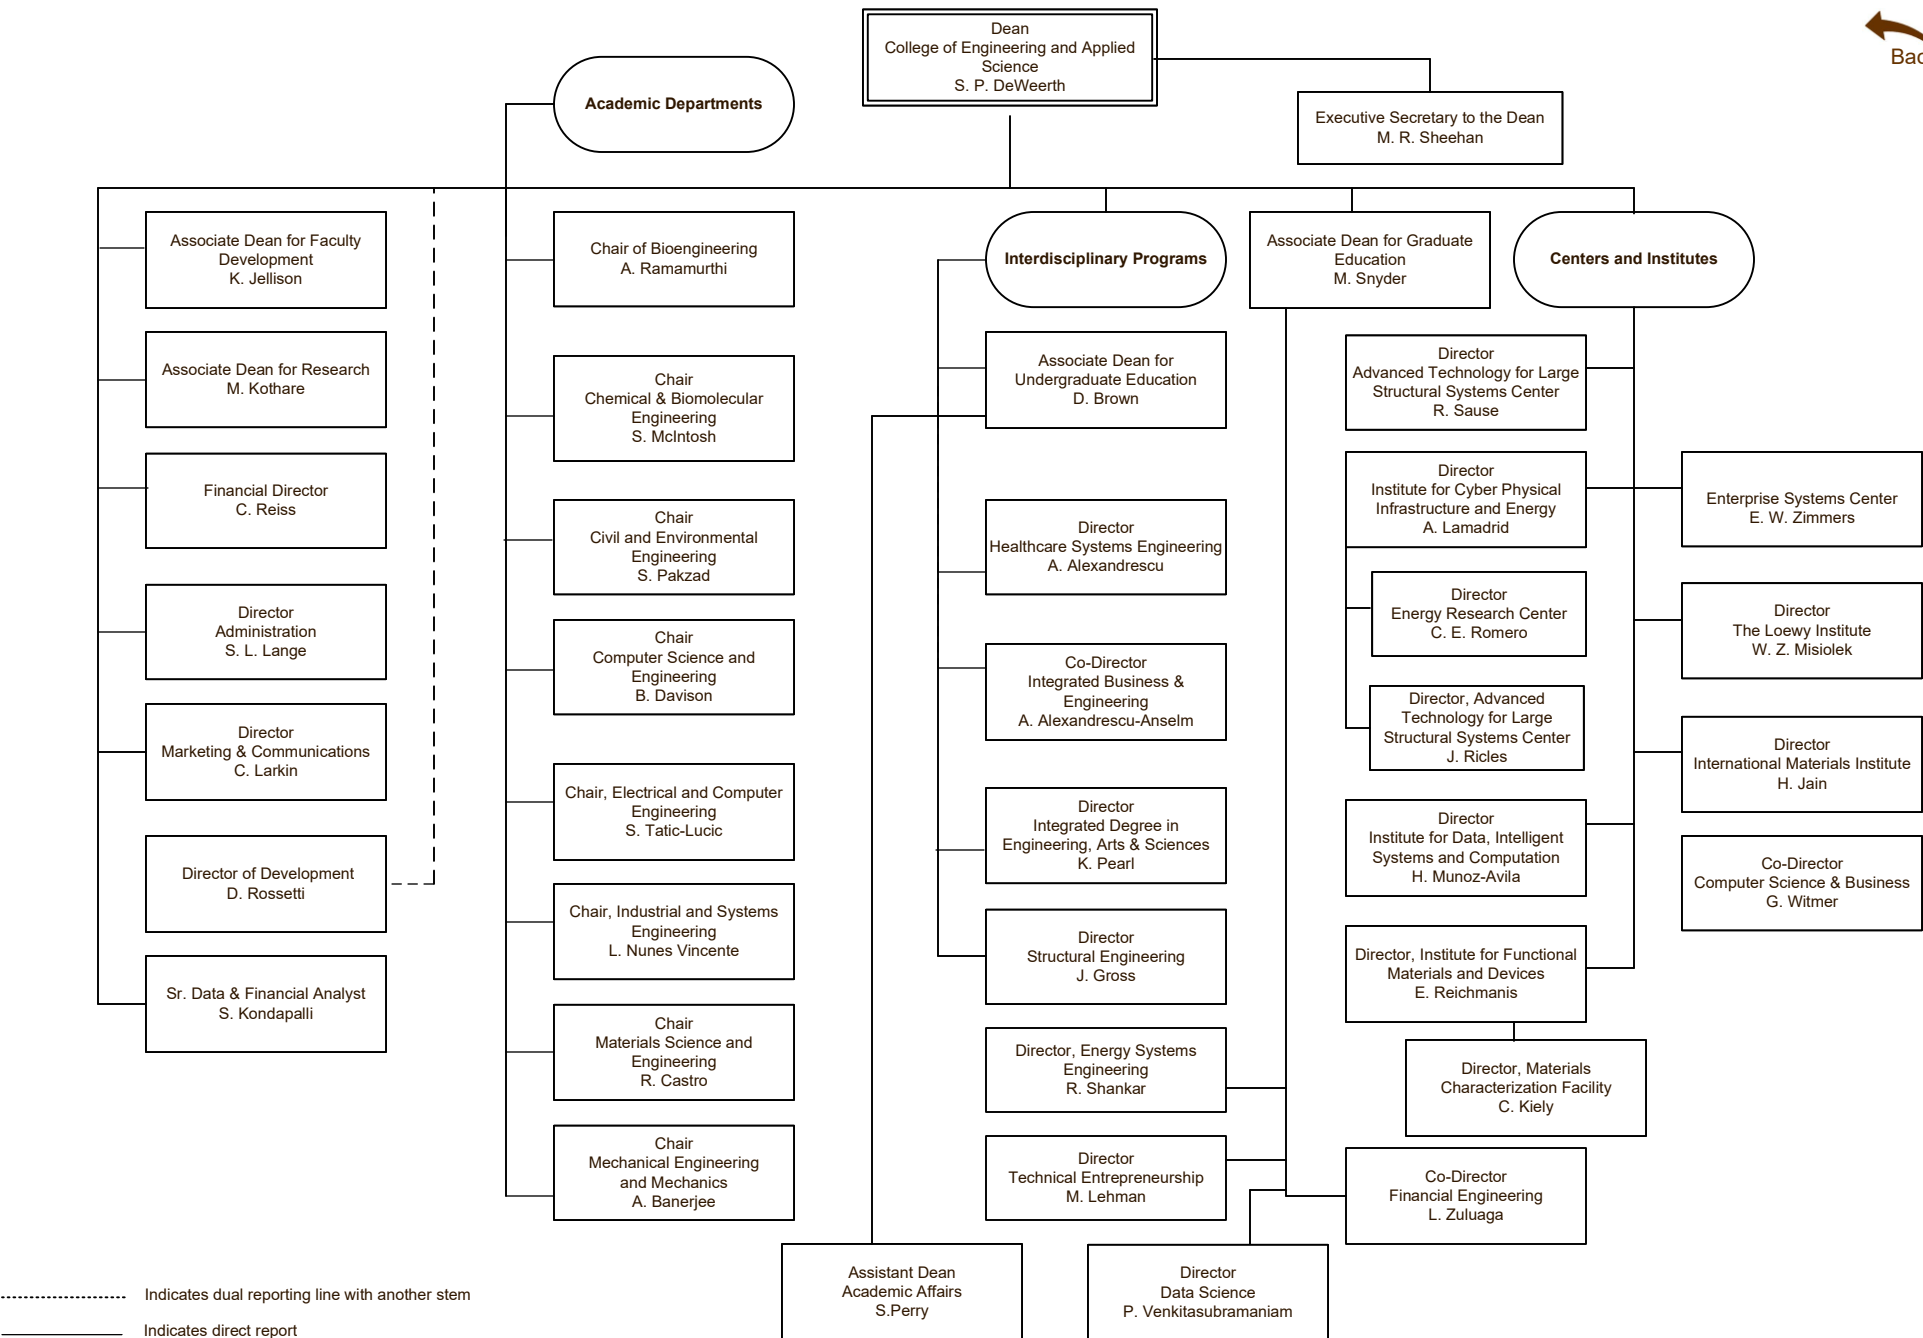 Dean
College of Engineering and Applied
Science
S. P. DeWeerth
Bac
Academic Departments
Executive Secretary to the Dean
M. R. Sheehan
Associate Dean for Faculty
Development
K. Jellison
Associate Dean for Research
M. Kothare
Financial Director
C. Reiss
Director
Administration
S. L. Lange
Director
Marketing & Communications
C. Larkin
Director of Development
D. Rossetti
Sr. Data & Financial Analyst
S. Kondapalli
Chair of Bioengineering
A. Ramamurthi
Chair
Chemical & Biomolecular
Engineering
S. McIntosh
Chair
Civil and Environmental
Engineering
S. Pakzad
Chair
Computer Science and
Engineering
B. Davison
Chair, Electrical and Computer
Engineering
S. Tatic-Lucic
Chair, Industrial and Systems
Engineering
L. Nunes Vincente
Chair
Materials Science and
Engineering
R. Castro
Chair
Mechanical Engineering
and Mechanics
A. Banerjee
Interdisciplinary Programs
Associate Dean for
Undergraduate Education
D. Brown
Director
Healthcare Systems Engineering
A. Alexandrescu
Co-Director
Integrated Business &
Engineering
A. Alexandrescu-Anselm
Director
Integrated Degree in
Engineering, Arts & Sciences
K. Pearl
Director
Structural Engineering
J. Gross
Director, Energy Systems
Engineering
R. Shankar
Director
Technical Entrepreneurship
M. Lehman
Assistant Dean
Academic Affairs
S.Perry
Director
Data Science
P. Venkitasubramaniam
Associate Dean for Graduate
Education
M. Snyder
Centers and Institutes
Director
Advanced Technology for Large
Structural Systems Center
R. Sause
Director
Institute for Cyber Physical
Infrastructure and Energy
A. Lamadrid
Director
Energy Research Center
C. E. Romero
Director, Advanced
Technology for Large
Structural Systems Center
J. Ricles
Director
Institute for Data, Intelligent
Systems and Computation
H. Munoz-Avila
Director, Institute for Functional
Materials and Devices
E. Reichmanis
Director, Materials
Characterization Facility
C. Kiely
Co-Director
Financial Engineering
L. Zuluaga
Enterprise Systems Center
E. W. Zimmers
Director
The Loewy Institute
W. Z. Misiolek
Director
International Materials Institute
H. Jain
Co-Director
Computer Science & Business
G. Witmer
Indicates dual reporting line with another stem
Indicates direct report